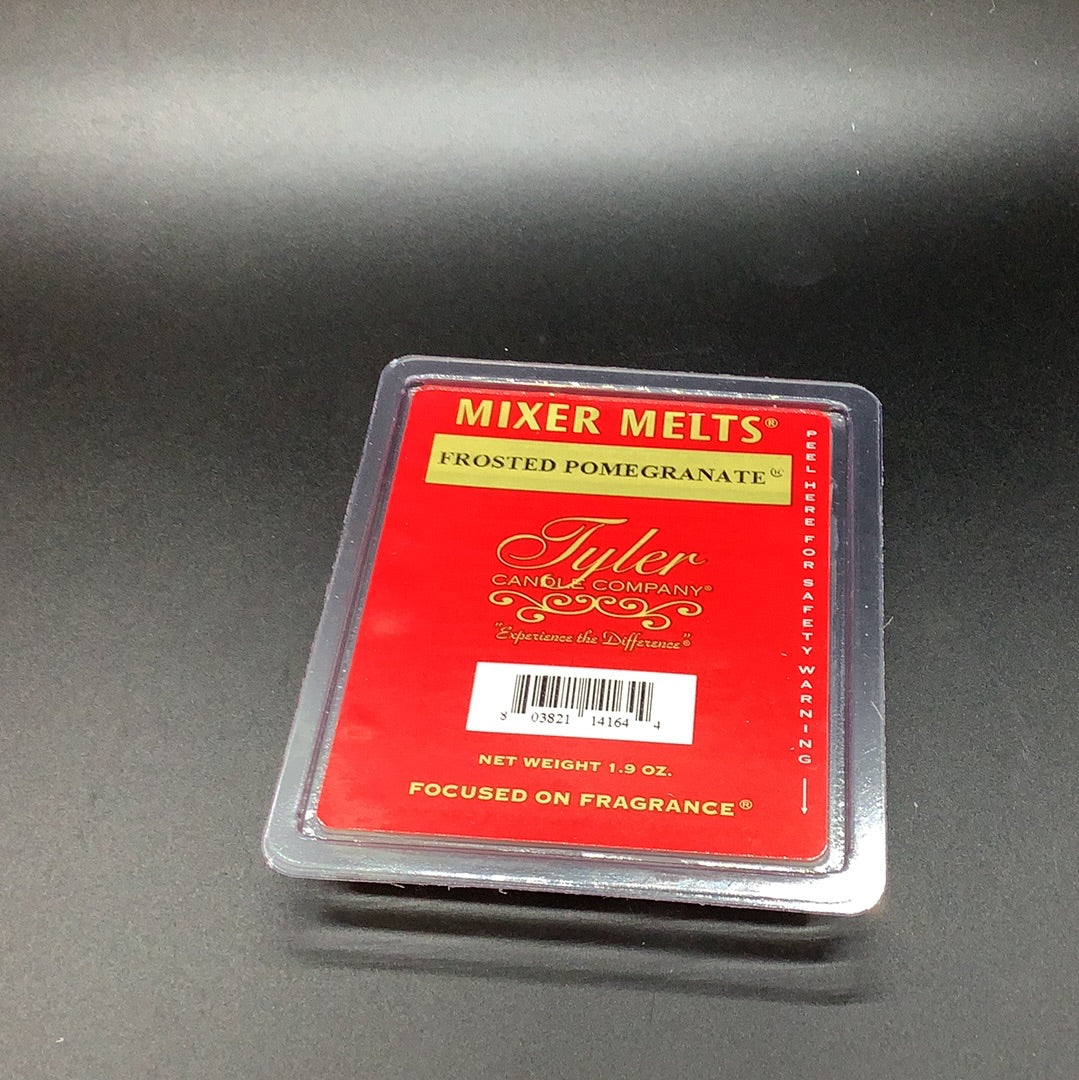 MIXER MELTS®
FROSTED POMEGRANATE®
Tyler
CANDLE COMPANY®
"Experience the Difference"®
8 03821 14164 4
NET WEIGHT 1.9 OZ.
FOCUSED ON FRAGRANCE®
PEEL HERE FOR SAFETY WARNING